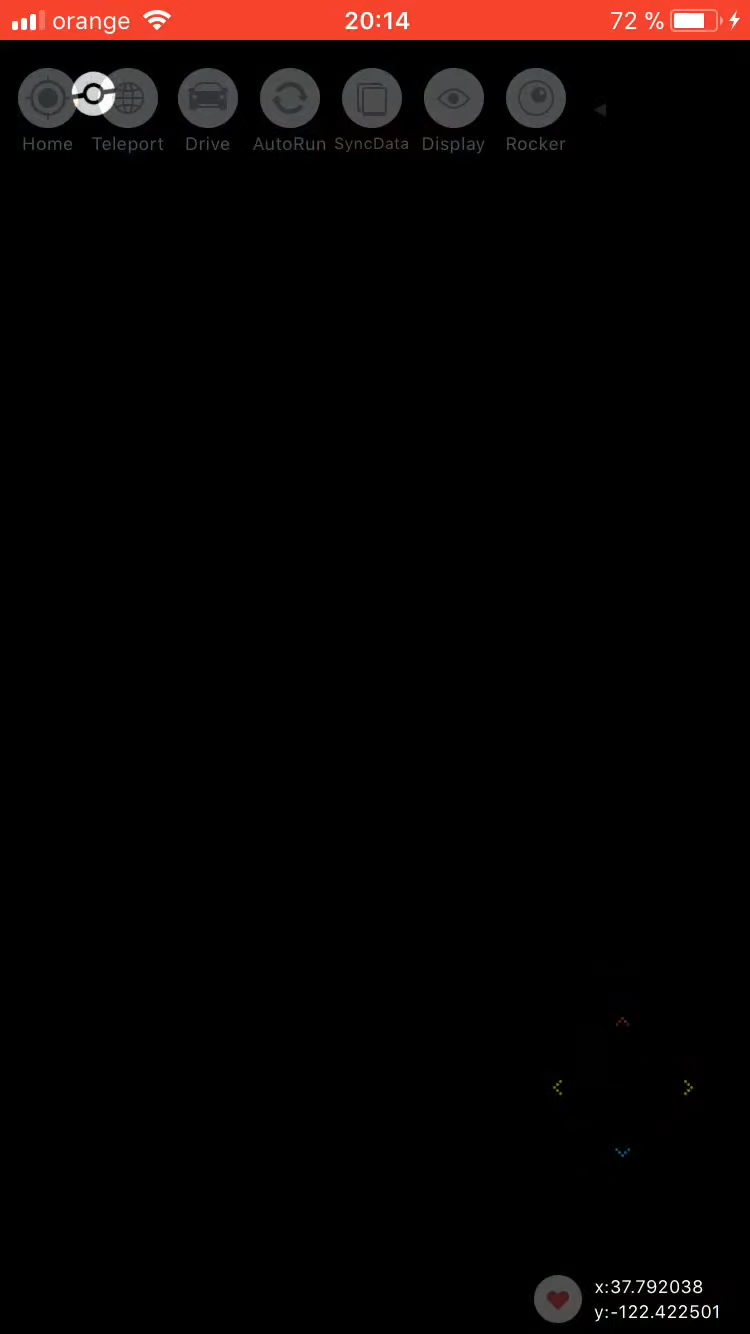 orange 20:14 72 %
Home Teleport Drive AutoRun SyncData Display Rocker
x:37.792038
y:-122.422501